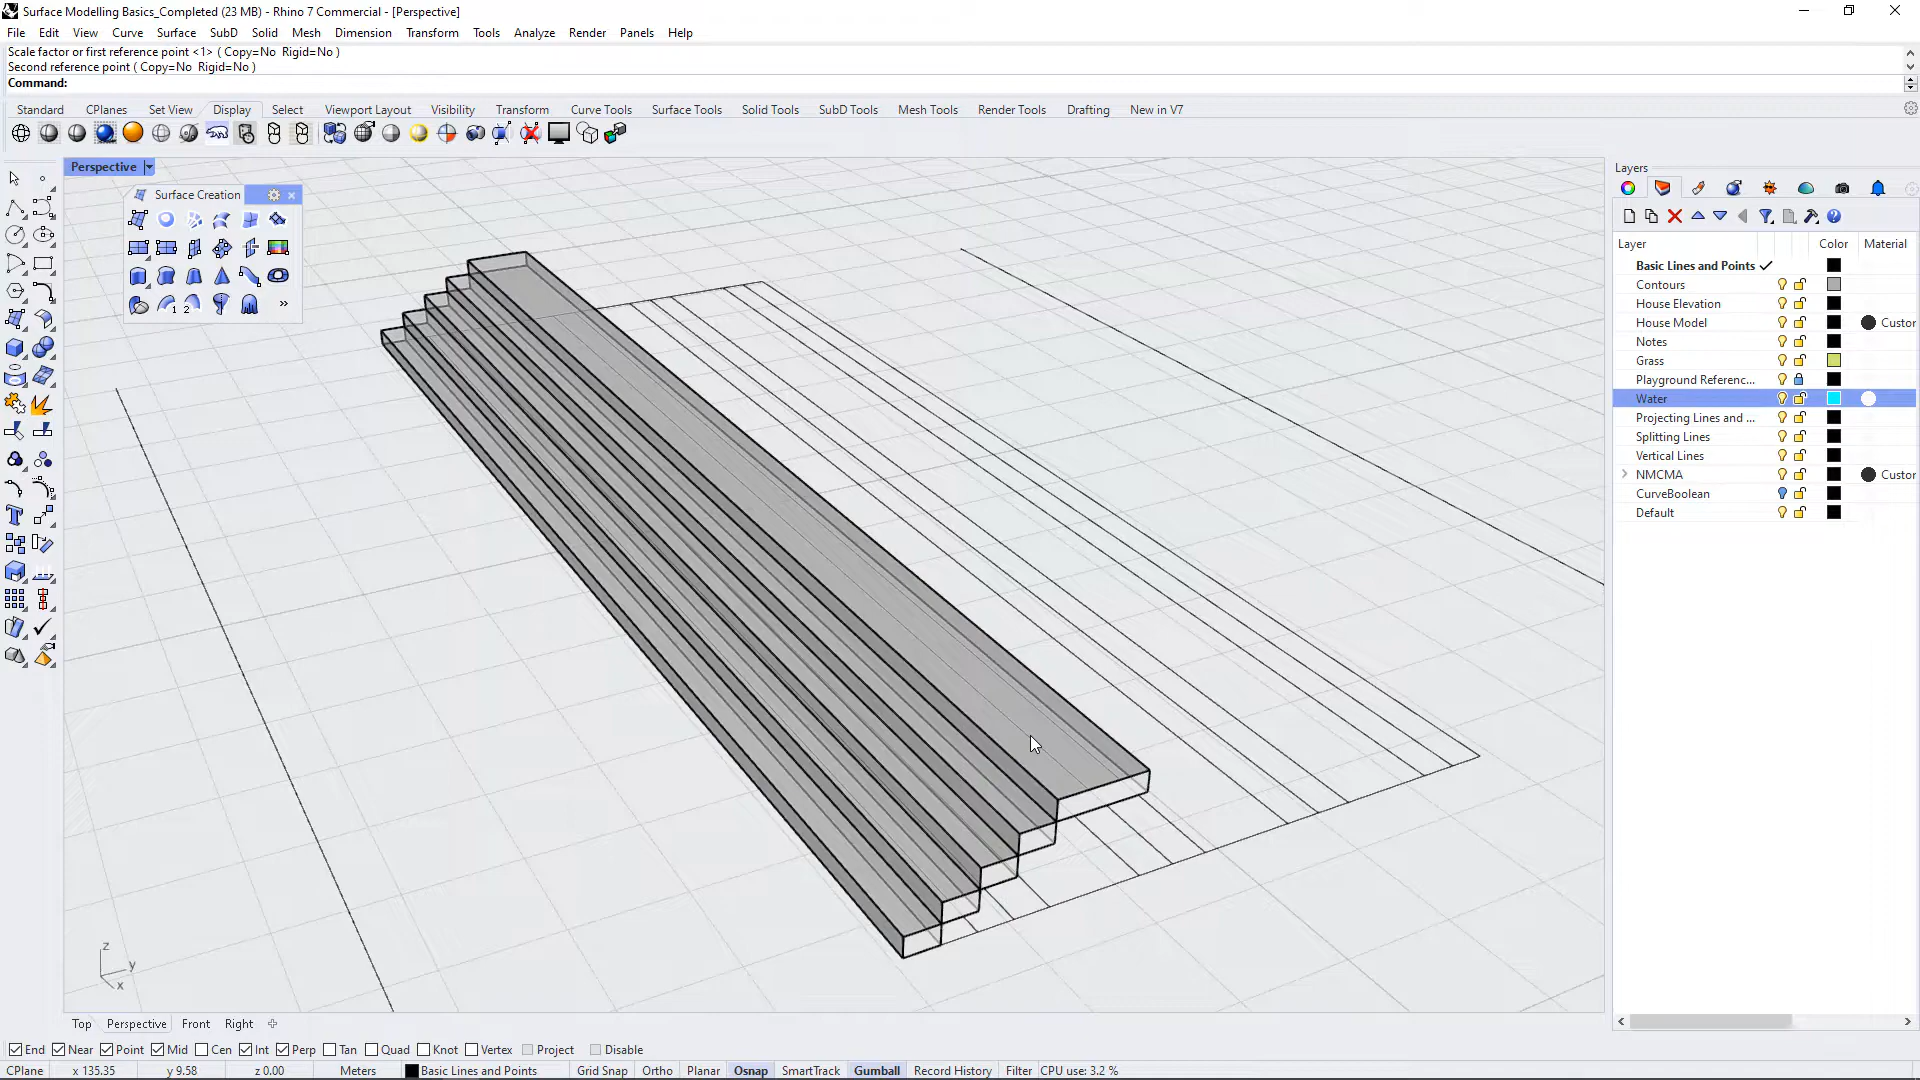 Surface Modelling Basics_Completed (23 MB) - Rhino 7 Commercial - [Perspective]
File Edit View Curve Surface SubD Solid Mesh Dimension Transform Tools Analyze Render Panels Help
Scale factor or first reference point <1> ( Copy=No Rigid=No )
Second reference point ( Copy=No Rigid=No )
Command:
Standard CPlanes Set View Display Select Viewport Layout Visibility Transform Curve Tools Surface Tools Solid Tools SubD Tools Mesh Tools Render Tools Drafting New in V7
Perspective
Surface Creation
1 2
Layers
Layer Color Material
Basic Lines and Points
Contours
House Elevation
House Model Custor
Notes
Grass
Playground Referenc...
Water
Projecting Lines and ...
Splitting Lines
Vertical Lines
NMCMA Custor
CurveBoolean
Default
z
y
x
Top Perspective Front Right
End Near Point Mid Cen Int Perp Tan Quad Knot Vertex Project Disable
CPlane x 135.35 y 9.58 z 0.00 Meters Basic Lines and Points Grid Snap Ortho Planar Osnap SmartTrack Gumball Record History Filter CPU use: 3.2 %